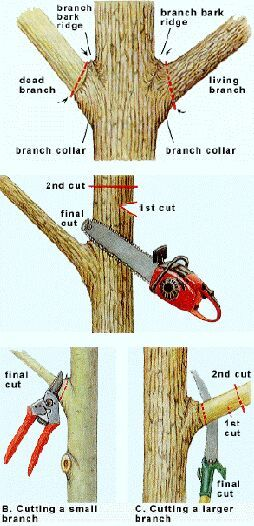 branch
bark
ridge
branch bark
ridge
dead
branch
living
branch
branch collar
branch collar
2nd cut
1st cut
final
cut
final
cut
2nd cut
1st
cut
final
cut
B. Cutting a small
branch
C. Cutting a larger
branch